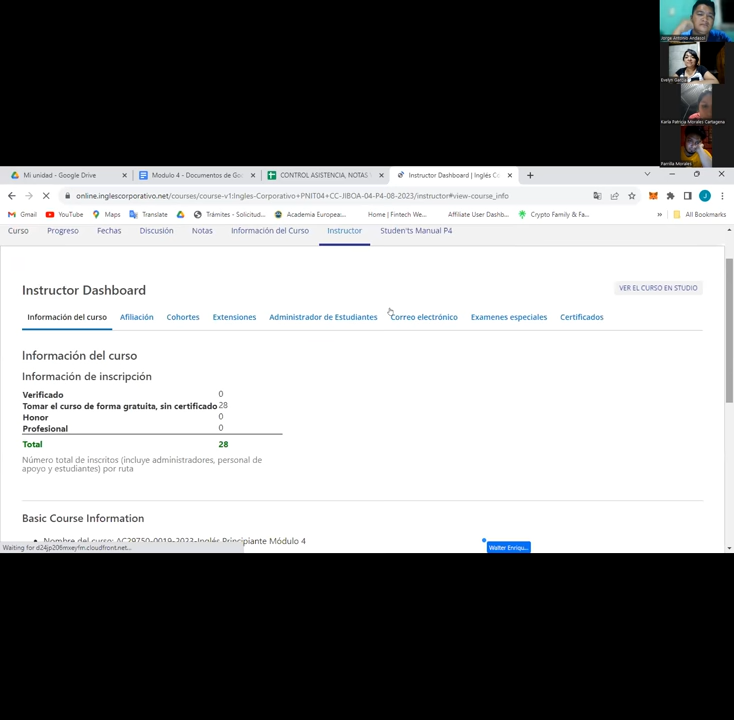 Jorge Antonio Andasol
Evelyn Garza
Karla Patricia Morales Cartagena
Parrilla Morales
Mi unidad - Google Drive
Modulo 4 - Documentos de Goo
CONTROL ASISTENCIA, NOTAS
Instructor Dashboard | Inglés C
online.inglescorporativo.net/courses/course-v1:Ingles-Corporativo+PNIT04+CC-JIBOA-04-P4-08-2023/instructor#view-course_info
Gmail YouTube Maps Translate Trámites - Solicitud... Academia Europea:... Home | Fintech We... Affiliate User Dashb... Crypto Family & Fa... » All Bookmarks
Curso Progreso Fechas Discusión Notas Información del Curso Instructor Studen'ts Manual P4
Instructor Dashboard
VER EL CURSO EN STUDIO
Información del curso Afiliación Cohortes Extensiones Administrador de Estudiantes Correo electrónico Examenes especiales Certificados
Información del curso
Información de inscripción
Verificado 0
Tomar el curso de forma gratuita, sin certificado 28
Honor 0
Profesional 0
Total 28
Número total de inscritos (incluye administradores, personal de
apoyo y estudiantes) por ruta
Basic Course Information
Nombre del curso: AC29750-0019-2023-Inglés Principiante Módulo 4
Waiting for d24jp206mxeyfm.cloudfront.net...
Walter Enriqu...